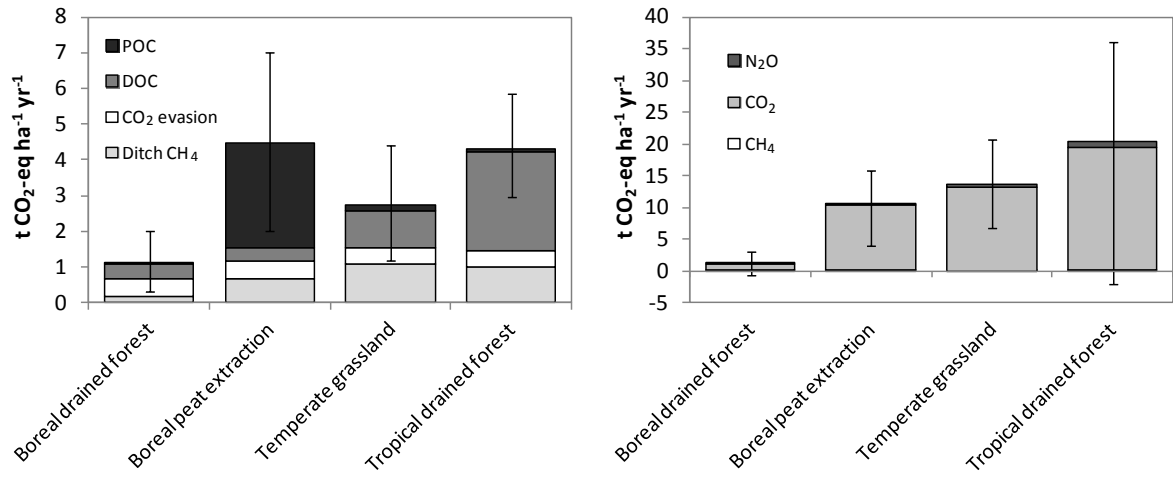 t CO₂-eq ha⁻¹ yr⁻¹
8
7
6
5
4
3
2
1
0
POC
DOC
CO₂ evasion
Ditch CH₄
Boreal drained forest
Boreal peat extraction
Temperate grassland
Tropical drained forest
t CO₂-eq ha⁻¹ yr⁻¹
40
35
30
25
20
15
10
5
0
-5
N₂O
CO₂
CH₄
Boreal drained forest
Boreal peat extraction
Temperate grassland
Tropical drained forest